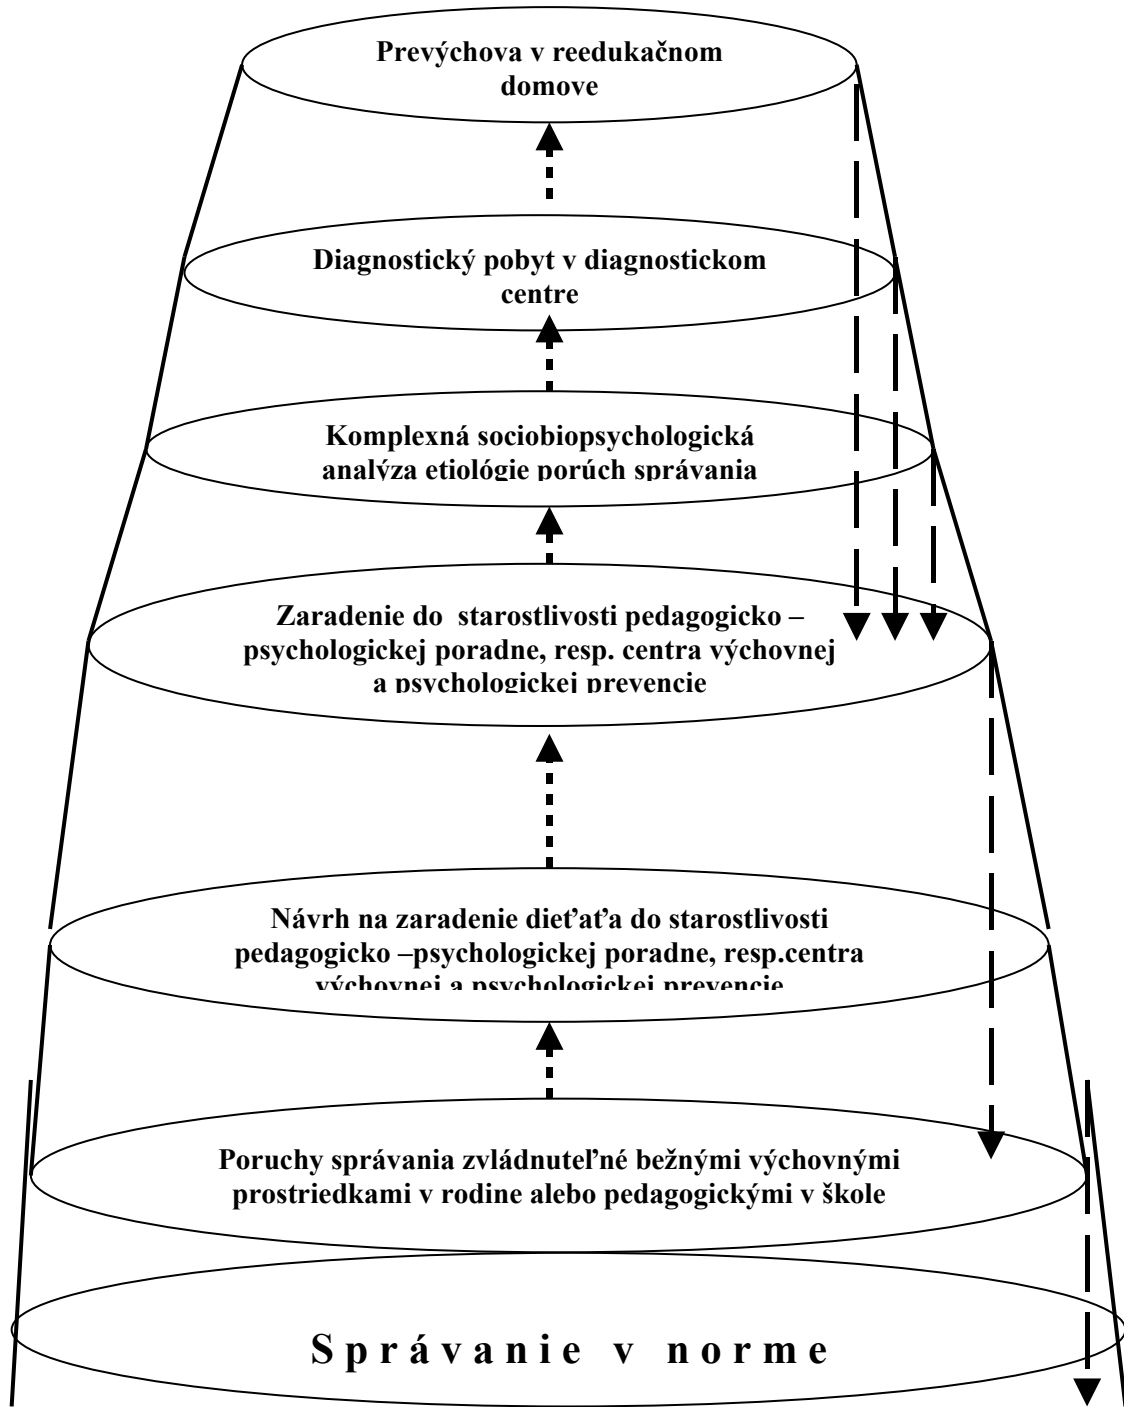 Prevýchova v reedukačnom
domove
Diagnostický pobyt v diagnostickom
centre
Komplexná sociobiopsychologická
analýza etiológie porúch správania
Zaradenie do  starostlivosti pedagogicko –
psychologickej poradne, resp. centra výchovnej
a psychologickej prevencie
Návrh na zaradenie dieťaťa do starostlivosti
pedagogicko –psychologickej poradne, resp.centra
výchovnej a psychologickej prevencie
Poruchy správania zvládnuteľné bežnými výchovnými
prostriedkami v rodine alebo pedagogickými v škole
S p r á v a n i e  v  n o r m e